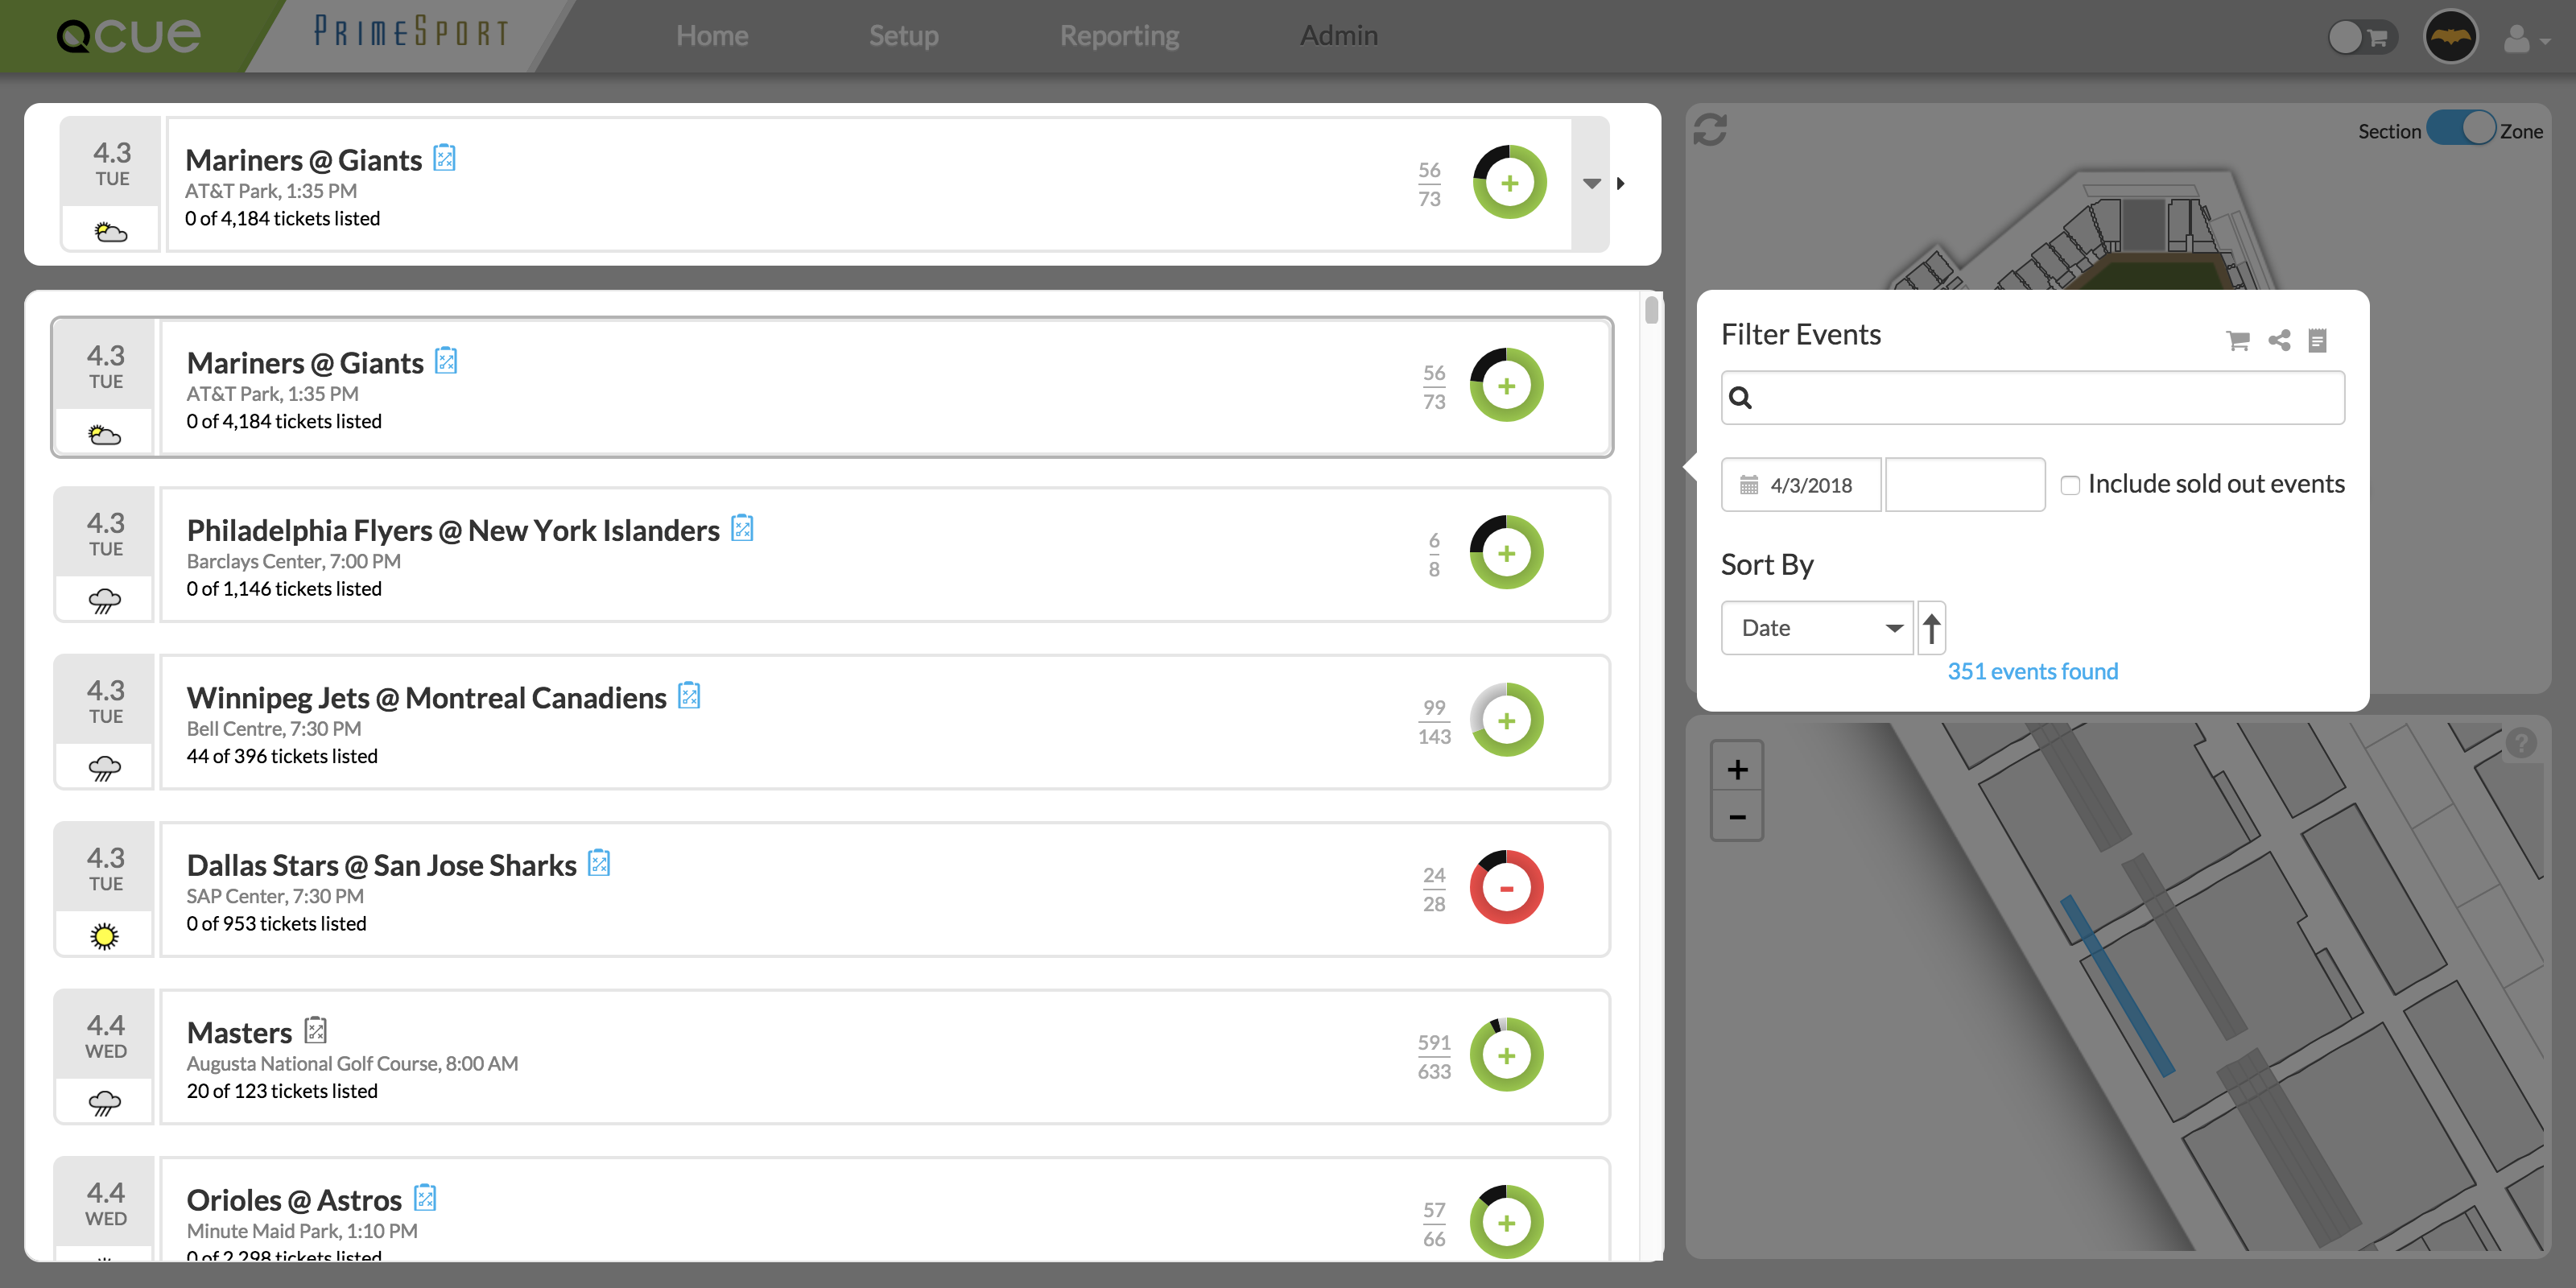 QCUE
PRIMESPORT
Home
Setup
Reporting
Admin
4.3
TUE
Mariners @ Giants
AT&T Park, 1:35 PM
0 of 4,184 tickets listed
56
73
+
Section
Zone
4.3
TUE
Mariners @ Giants
AT&T Park, 1:35 PM
0 of 4,184 tickets listed
56
73
+
4.3
TUE
Philadelphia Flyers @ New York Islanders
Barclays Center, 7:00 PM
0 of 1,146 tickets listed
6
8
+
4.3
TUE
Winnipeg Jets @ Montreal Canadiens
Bell Centre, 7:30 PM
44 of 396 tickets listed
99
143
+
4.3
TUE
Dallas Stars @ San Jose Sharks
SAP Center, 7:30 PM
0 of 953 tickets listed
24
28
-
4.4
WED
Masters
Augusta National Golf Course, 8:00 AM
20 of 123 tickets listed
591
633
+
4.4
WED
Orioles @ Astros
Minute Maid Park, 1:10 PM
0 of 2,298 tickets listed
57
66
+
Filter Events
4/3/2018
Include sold out events
Sort By
Date
351 events found
+
-
?